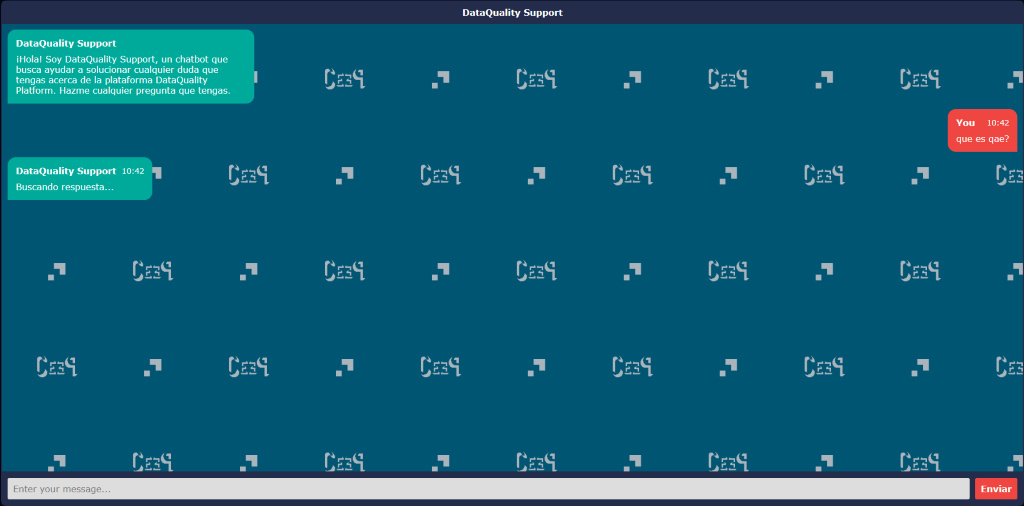 DataQuality Support
DataQuality Support
¡Hola! Soy DataQuality Support, un chatbot que
busca ayudar a solucionar cualquier duda que
tengas acerca de la plataforma DataQuality
Platform. Hazme cualquier pregunta que tengas.
You 10:42
que es qae?
DataQuality Support 10:42
Buscando respuesta...
Enter your message...
Enviar